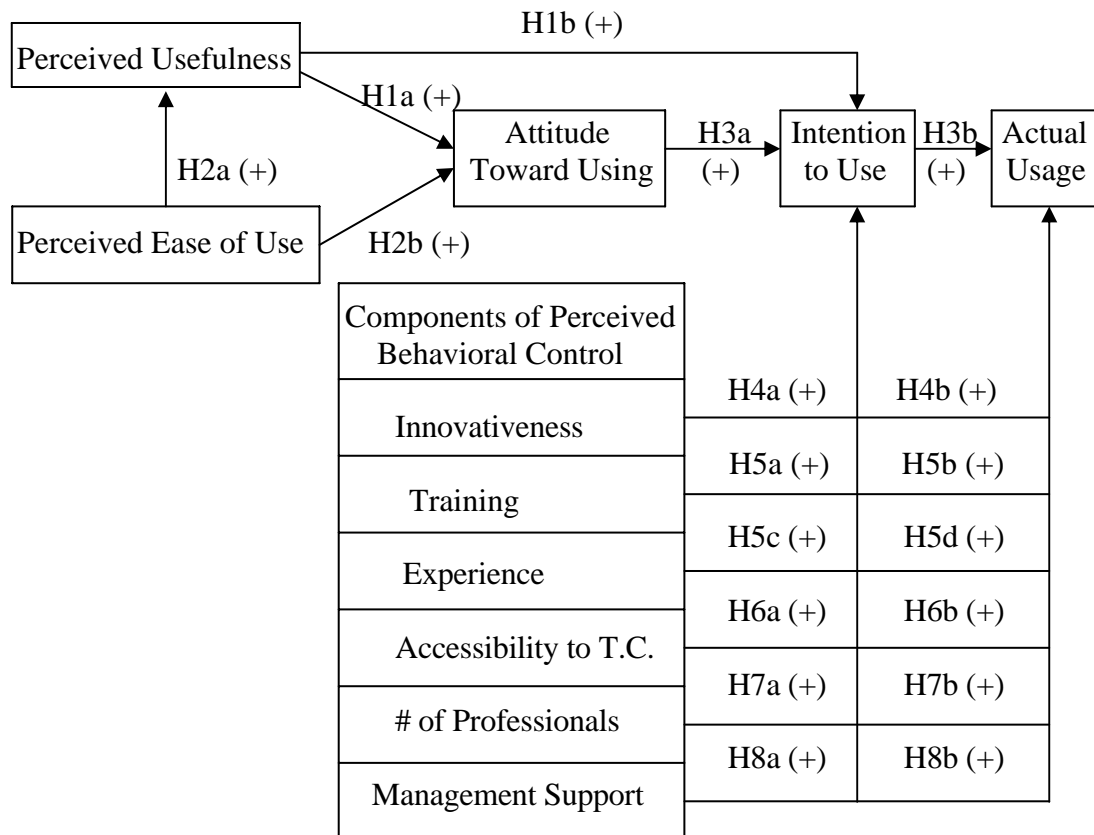 H1b (+)
Perceived Usefulness
H1a (+)
Attitude
Toward Using
H3a
(+)
Intention
to Use
H3b
(+)
Actual
Usage
H2a (+)
Perceived Ease of Use
H2b (+)
Components of Perceived
Behavioral Control
H4a (+)
H4b (+)
Innovativeness
H5a (+)
H5b (+)
Training
H5c (+)
H5d (+)
Experience
H6a (+)
H6b (+)
Accessibility to T.C.
H7a (+)
H7b (+)
# of Professionals
H8a (+)
H8b (+)
Management Support